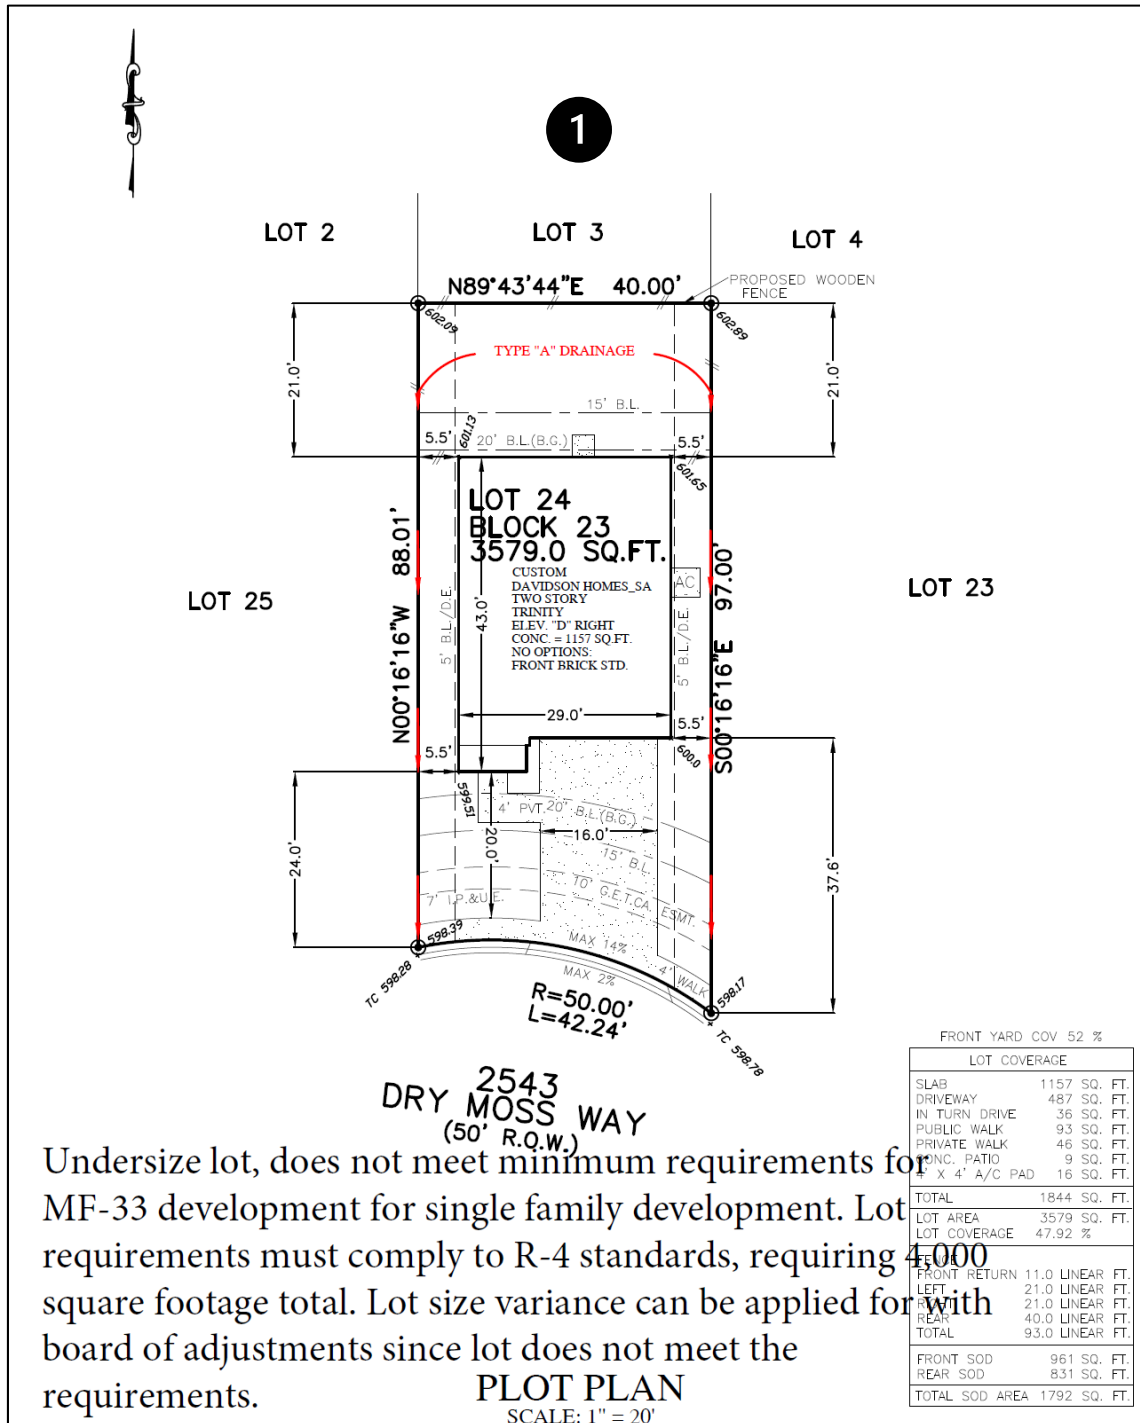 1
LOT 2
LOT 3
LOT 4
N89°43'44"E 40.00'
PROPOSED WOODEN
FENCE
602.09
602.89
TYPE "A" DRAINAGE
21.0'
21.0'
15' B.L.
5.5'
601.13
20' B.L.(B.G.)
5.5'
601.65
LOT 24
BLOCK 23
3579.0 SQ.FT.
CUSTOM
DAVIDSON HOMES_SA
TWO STORY
TRINITY
ELEV. "D" RIGHT
CONC. = 1157 SQ.FT.
NO OPTIONS:
FRONT BRICK STD.
N00°16'16"W 88.01'
5' B.L./D.E.
43.0'
AC
5' B.L./D.E.
S00°16'16"E 97.00'
LOT 25
LOT 23
29.0'
5.5'
5.5'
600.0
599.51
4' PVT.
20' B.L.(B.G.)
16.0'
20.0'
15' B.L.
24.0'
37.6'
10' G.E.T.CA. ESMT.
7' I.P.&U.E.
598.39
MAX 14%
MAX 2%
4' WALK
TC 598.28
598.17
R=50.00'
L=42.24'
TC 598.78
2543
DRY MOSS WAY
(50' R.O.W.)
FRONT YARD COV 52 %
LOT COVERAGE
SLAB 1157 SQ. FT.
DRIVEWAY 487 SQ. FT.
IN TURN DRIVE 36 SQ. FT.
PUBLIC WALK 93 SQ. FT.
PRIVATE WALK 46 SQ. FT.
CONC. PATIO 9 SQ. FT.
4' X 4' A/C PAD 16 SQ. FT.
TOTAL 1844 SQ. FT.
LOT AREA 3579 SQ. FT.
LOT COVERAGE 47.92 %
FENCE
FRONT RETURN 11.0 LINEAR FT.
LEFT 21.0 LINEAR FT.
RIGHT 21.0 LINEAR FT.
REAR 40.0 LINEAR FT.
TOTAL 93.0 LINEAR FT.
FRONT SOD 961 SQ. FT.
REAR SOD 831 SQ. FT.
TOTAL SOD AREA 1792 SQ. FT.
Undersize lot, does not meet minimum requirements for
MF-33 development for single family development. Lot
requirements must comply to R-4 standards, requiring 4,000
square footage total. Lot size variance can be applied for with
board of adjustments since lot does not meet the
requirements.
PLOT PLAN
SCALE: 1" = 20'